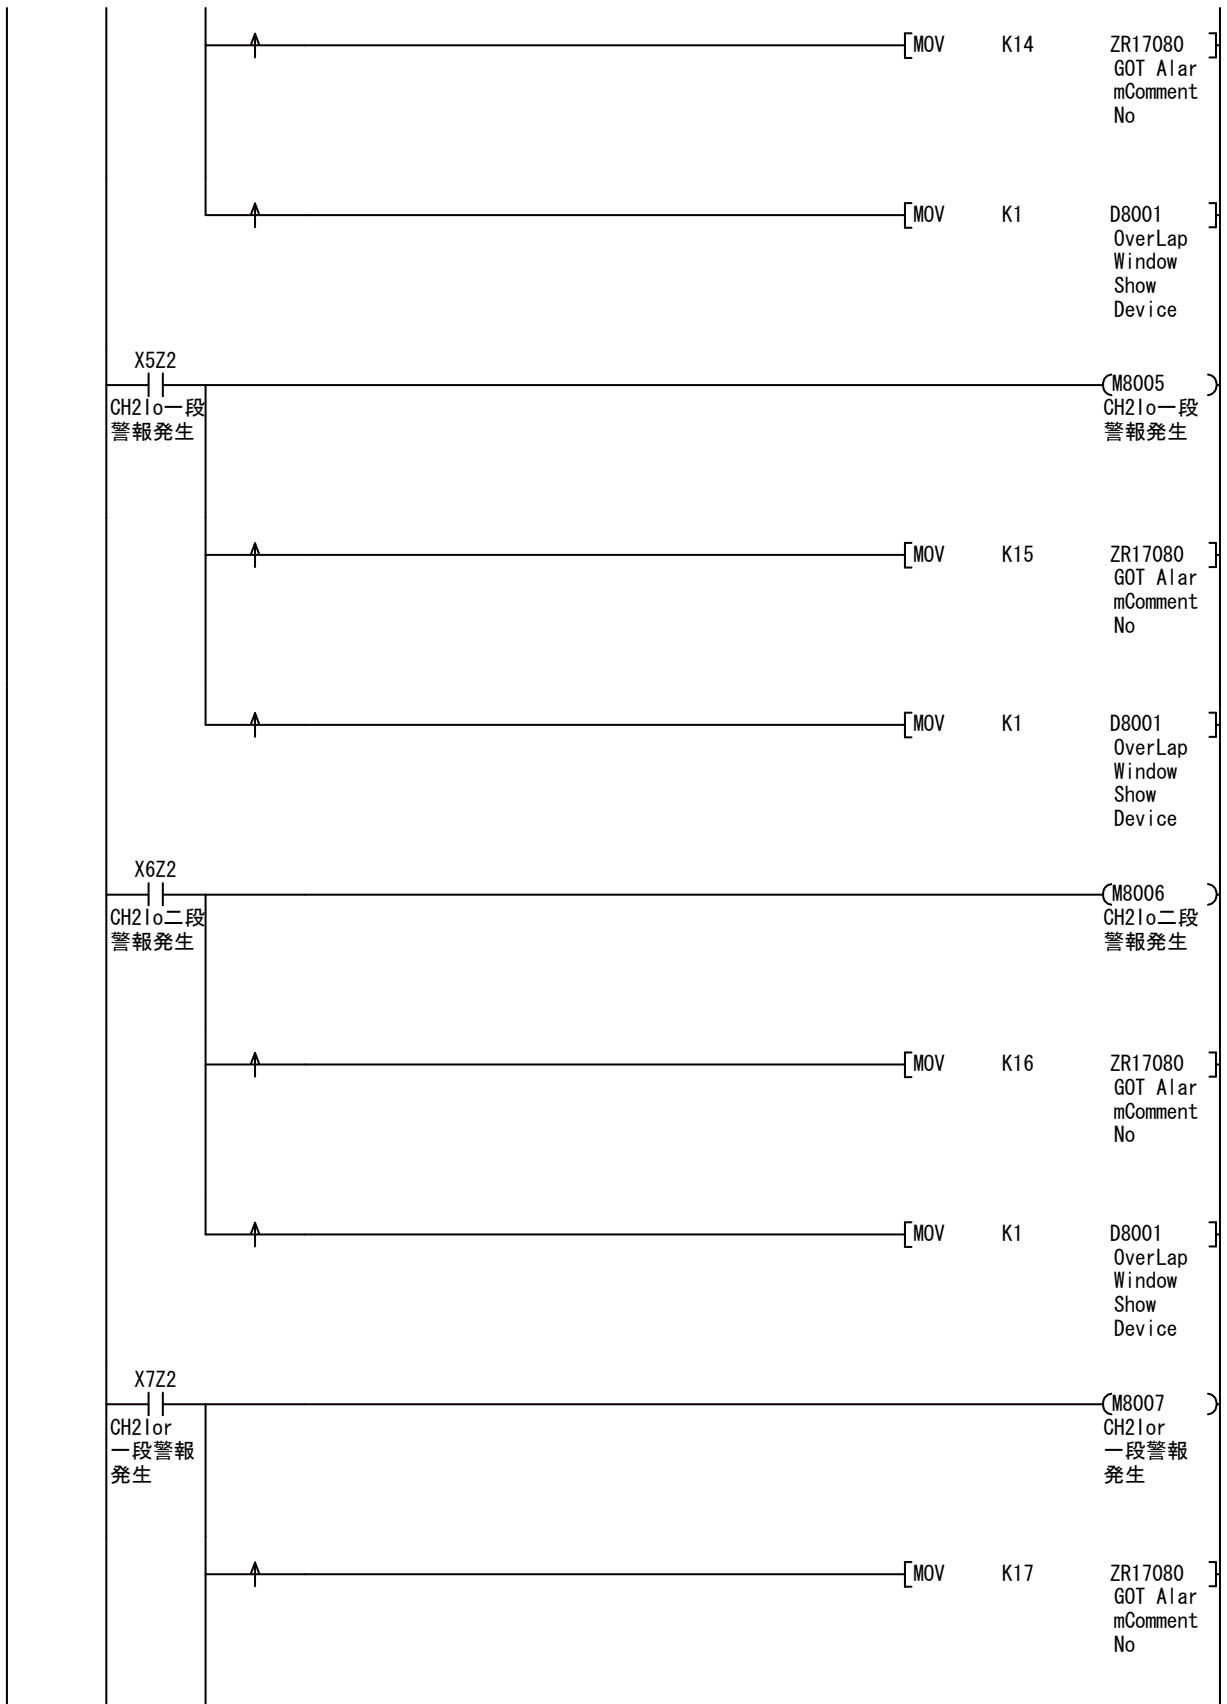 MOV K14 ZR17080
GOT Alar
mComment
No
MOV K1 D8001
OverLap
Window
Show
Device
X5Z2
CH2Io一段
警報発生
M8005
CH2Io一段
警報発生
MOV K15 ZR17080
GOT Alar
mComment
No
MOV K1 D8001
OverLap
Window
Show
Device
X6Z2
CH2Io二段
警報発生
M8006
CH2Io二段
警報発生
MOV K16 ZR17080
GOT Alar
mComment
No
MOV K1 D8001
OverLap
Window
Show
Device
X7Z2
CH2Ior
一段警報
発生
M8007
CH2Ior
一段警報
発生
MOV K17 ZR17080
GOT Alar
mComment
No